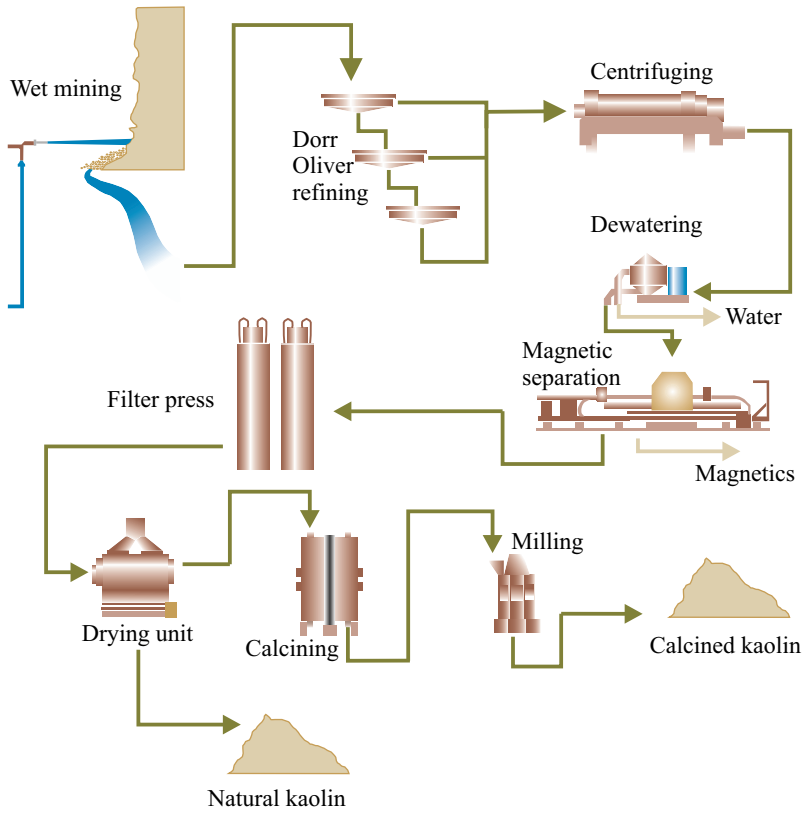 Wet mining
Centrifuging
Dorr
Oliver
refining
Dewatering
Water
Magnetic
separation
Filter press
Magnetics
Milling
Drying unit
Calcining
Calcined kaolin
Natural kaolin